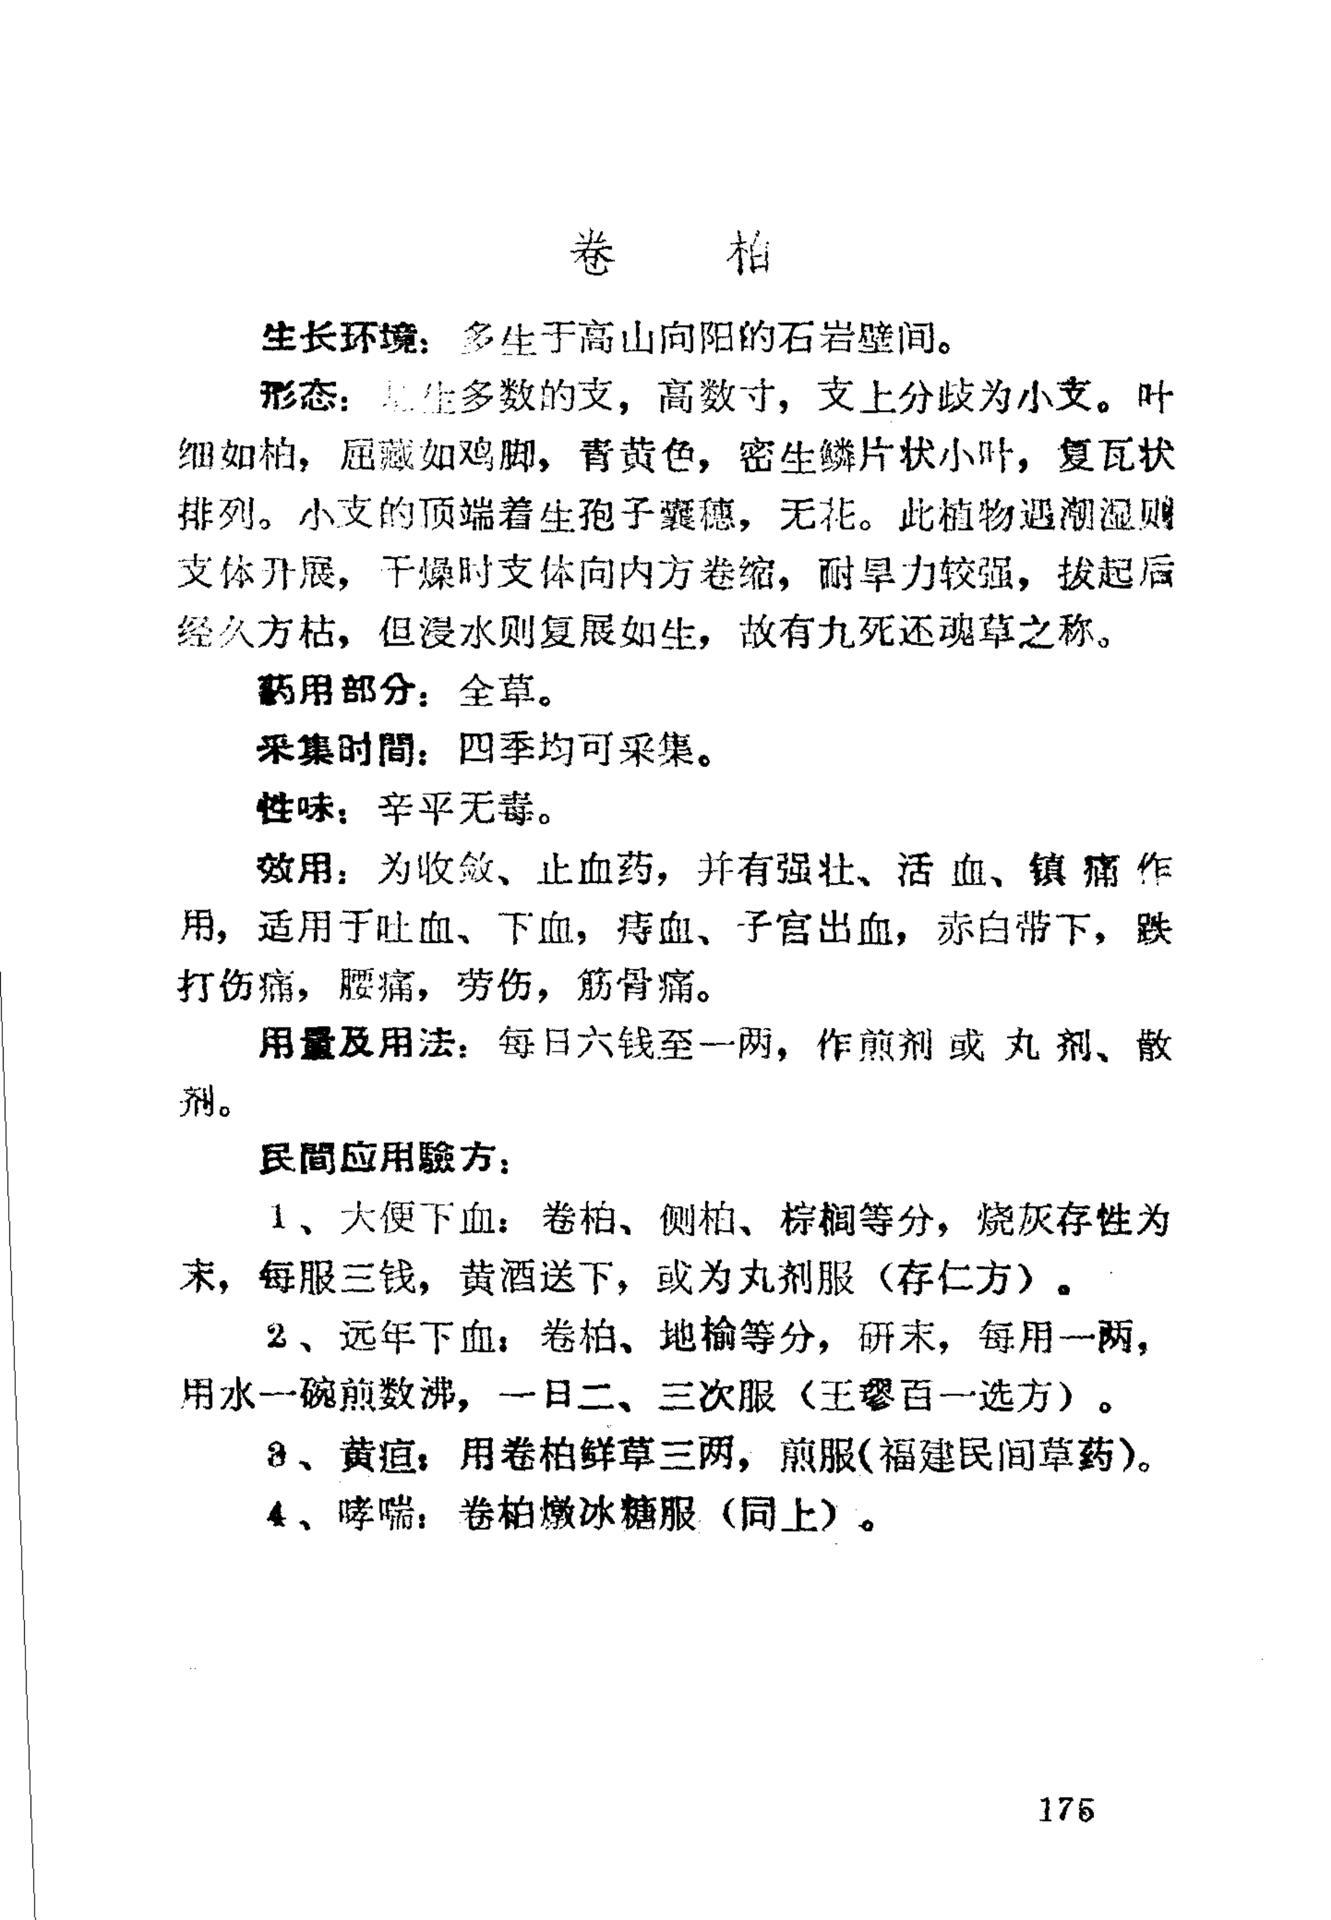 卷 柏
生长环境：多生于高山向阳的石岩壁间。
形态：生多数的支，高数寸，支上分歧为小支。叶
细如柏，屈藏如鸡脚，青黄色，密生鳞片状小叶，复瓦状
排列。小支的顶端着生孢子囊穗，无花。此植物遇潮湿则
支体开展，干燥时支体向内方卷缩，耐旱力较强，拔起后
经久方枯，但浸水则复展如生，故有九死还魂草之称。
药用部分：全草。
采集时間：四季均可采集。
性味：辛平无毒。
效用：为收敛、止血药，并有强壮、活血、镇痛作
用，适用于吐血、下血，痔血、子宫出血，赤白带下，跌
打伤痛，腰痛，劳伤，筋骨痛。
用量及用法：每日六钱至一两，作煎剂或丸剂、散
剂。
民間应用驗方：
1、大便下血：卷柏、侧柏、棕榈等分，烧灰存性为
末，每服三钱，黄酒送下，或为丸剂服（存仁方）。
2、远年下血：卷柏、地榆等分，研末，每用一两，
用水一碗煎数沸，一日二、三次服（王璆百一选方）。
3、黄疸：用卷柏鲜草三两，煎服（福建民间草药）。
4、哮喘：卷柏燉冰糖服（同上）。
175